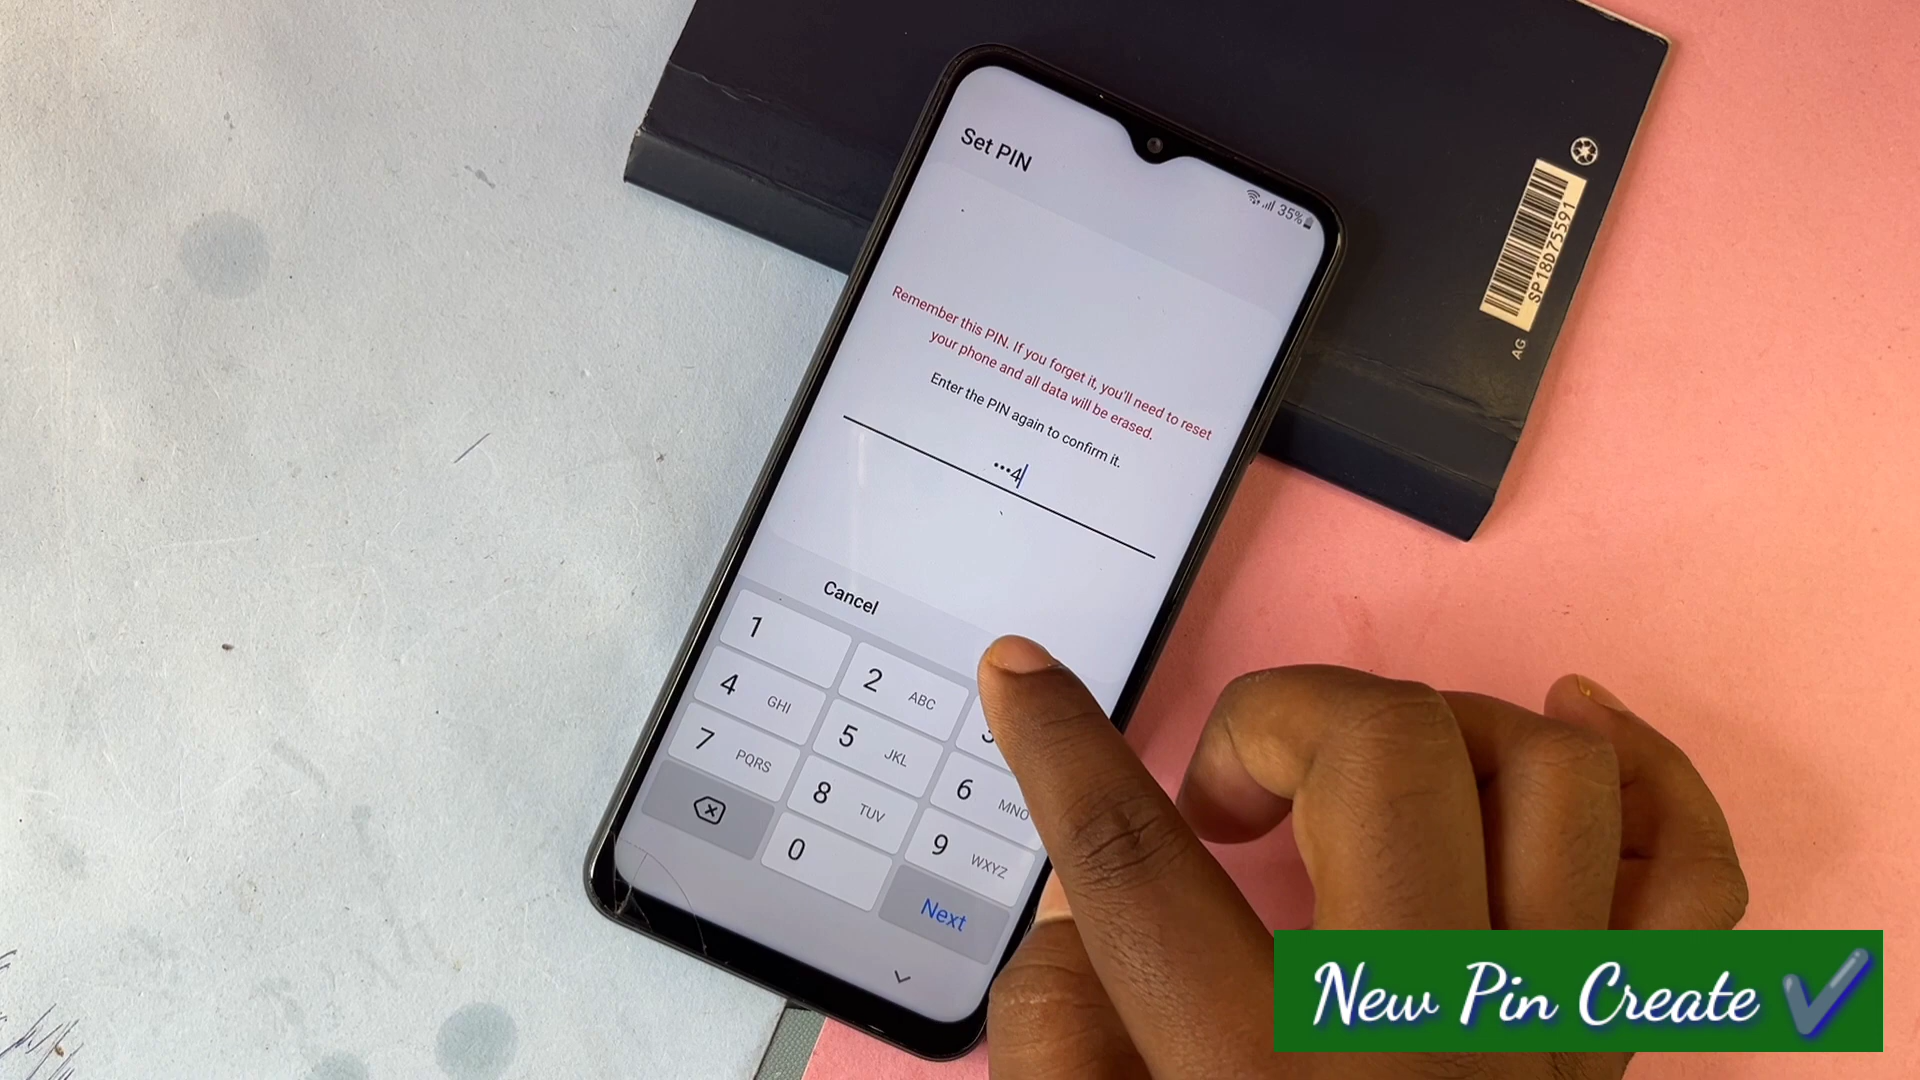 Set PIN
35%
Remember this PIN. If you forget it, you'll need to reset
your phone and all data will be erased.
Enter the PIN again to confirm it.
•••4
Cancel
1
2 ABC
3
4 GHI
5 JKL
6 MNO
7 PQRS
8 TUV
9 WXYZ
0
Next
SP18D75591
AG
New Pin Create